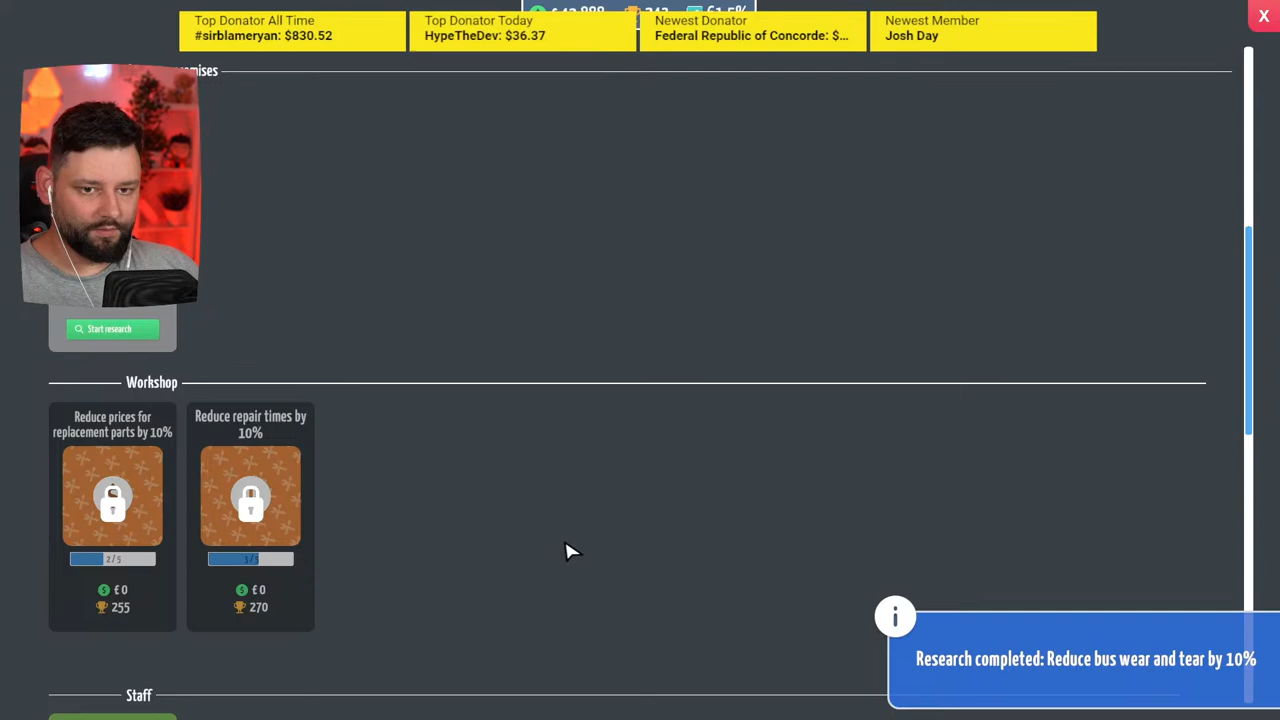 Top Donator All Time
#sirblameryan: $830.52
Top Donator Today
HypeTheDev: $36.37
Newest Donator
Federal Republic of Concorde: $...
Newest Member
Josh Day
Start research
Workshop
Reduce prices for
replacement parts by 10%
2/5
£0
255
Reduce repair times by
10%
3/5
£0
270
Staff
Research completed: Reduce bus wear and tear by 10%
X